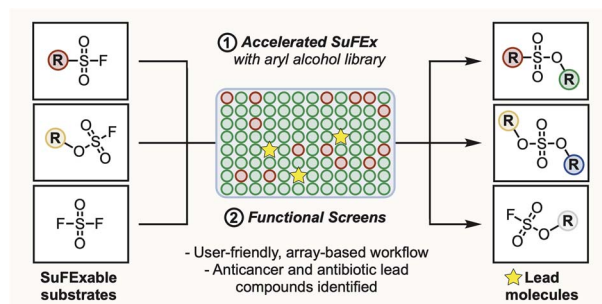 ① Accelerated SuFEx
with aryl alcohol library
R S F
O
O
R O S F
O
O
F S F
O
O
SuFExable
substrates
② Functional Screens
- User-friendly, array-based workflow
- Anticancer and antibiotic lead
compounds identified
R S O R
O
O
R O S O R
O
O
F S O R
O
O
Lead
molecules